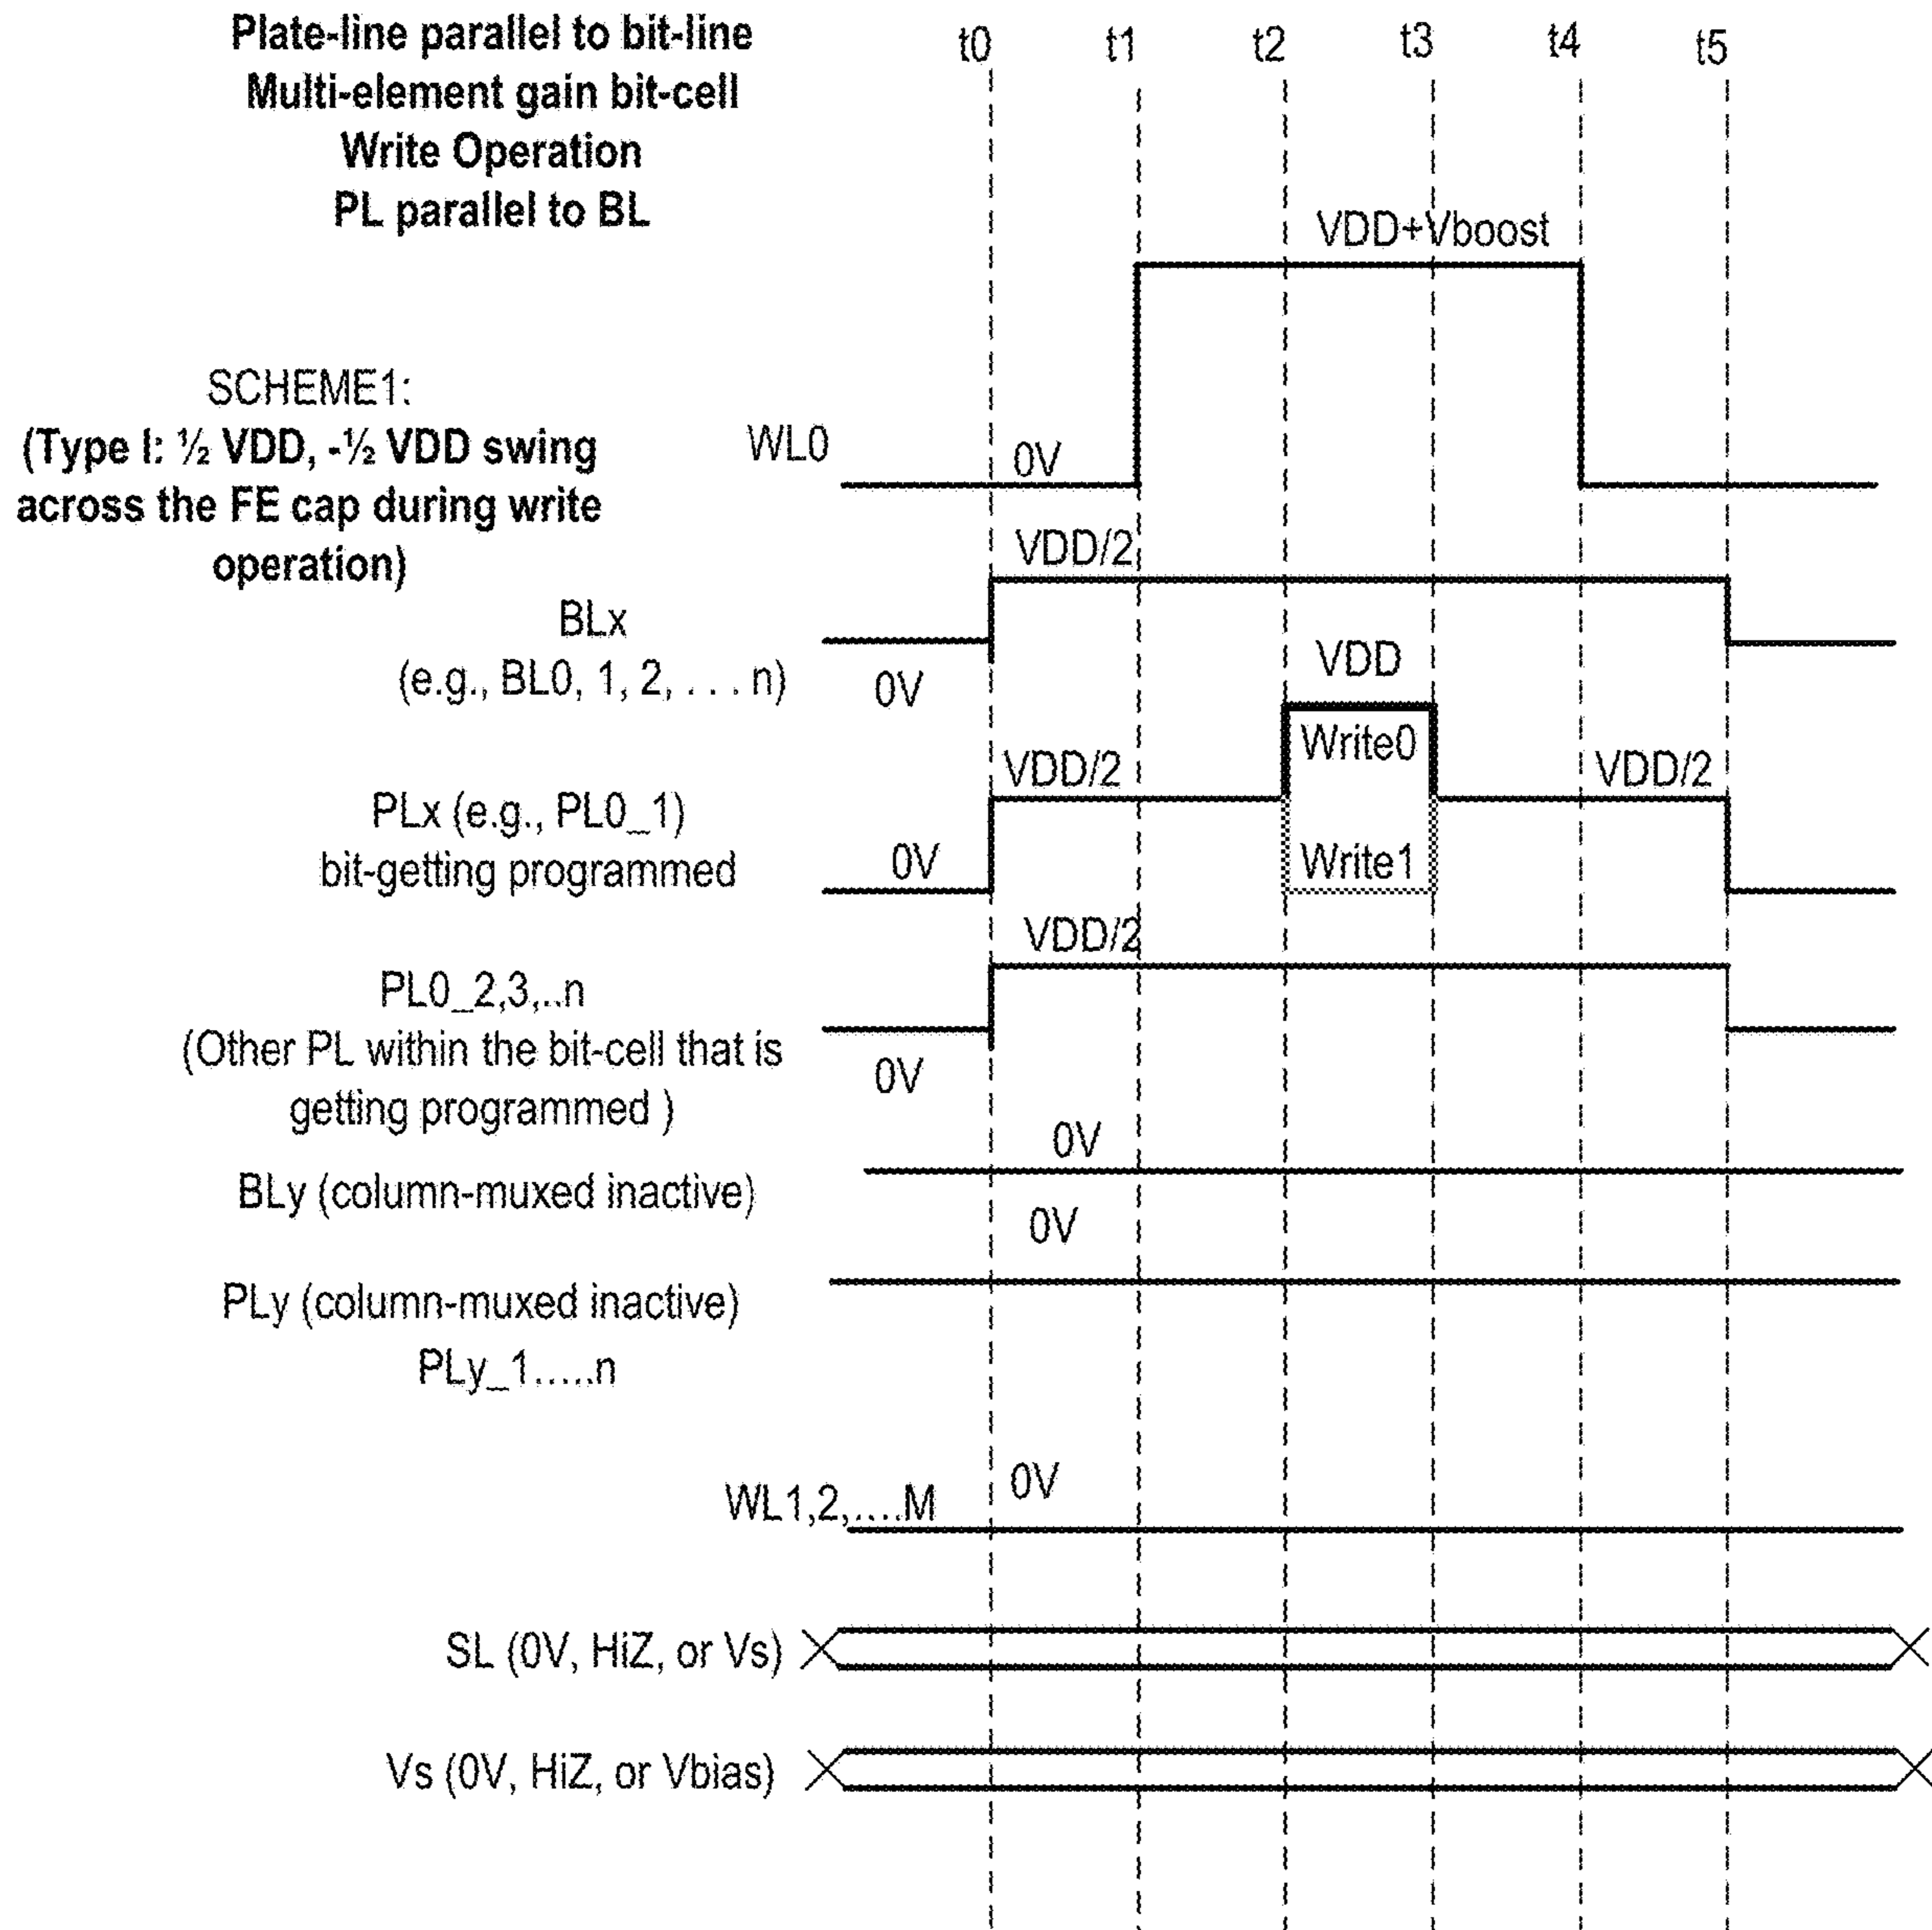 Plate-line parallel to bit-line
Multi-element gain bit-cell
Write Operation
PL parallel to BL
t0 t1 t2 t3 t4 t5
VDD+Vboost
SCHEME1:
(Type I: ½ VDD, -½ VDD swing
across the FE cap during write
operation)
WL0
0V
VDD/2
BLx
(e.g., BL0, 1, 2, . . . n)
0V
VDD
Write0
VDD/2
VDD/2
PLx (e.g., PL0_1)
bit-getting programmed
0V
Write1
VDD/2
PL0_2,3,..n
(Other PL within the bit-cell that is
getting programmed )
0V
0V
BLy (column-muxed inactive)
0V
PLy (column-muxed inactive)
PLy_1.....n
0V
WL1,2,....M
SL (0V, HiZ, or Vs)
Vs (0V, HiZ, or Vbias)